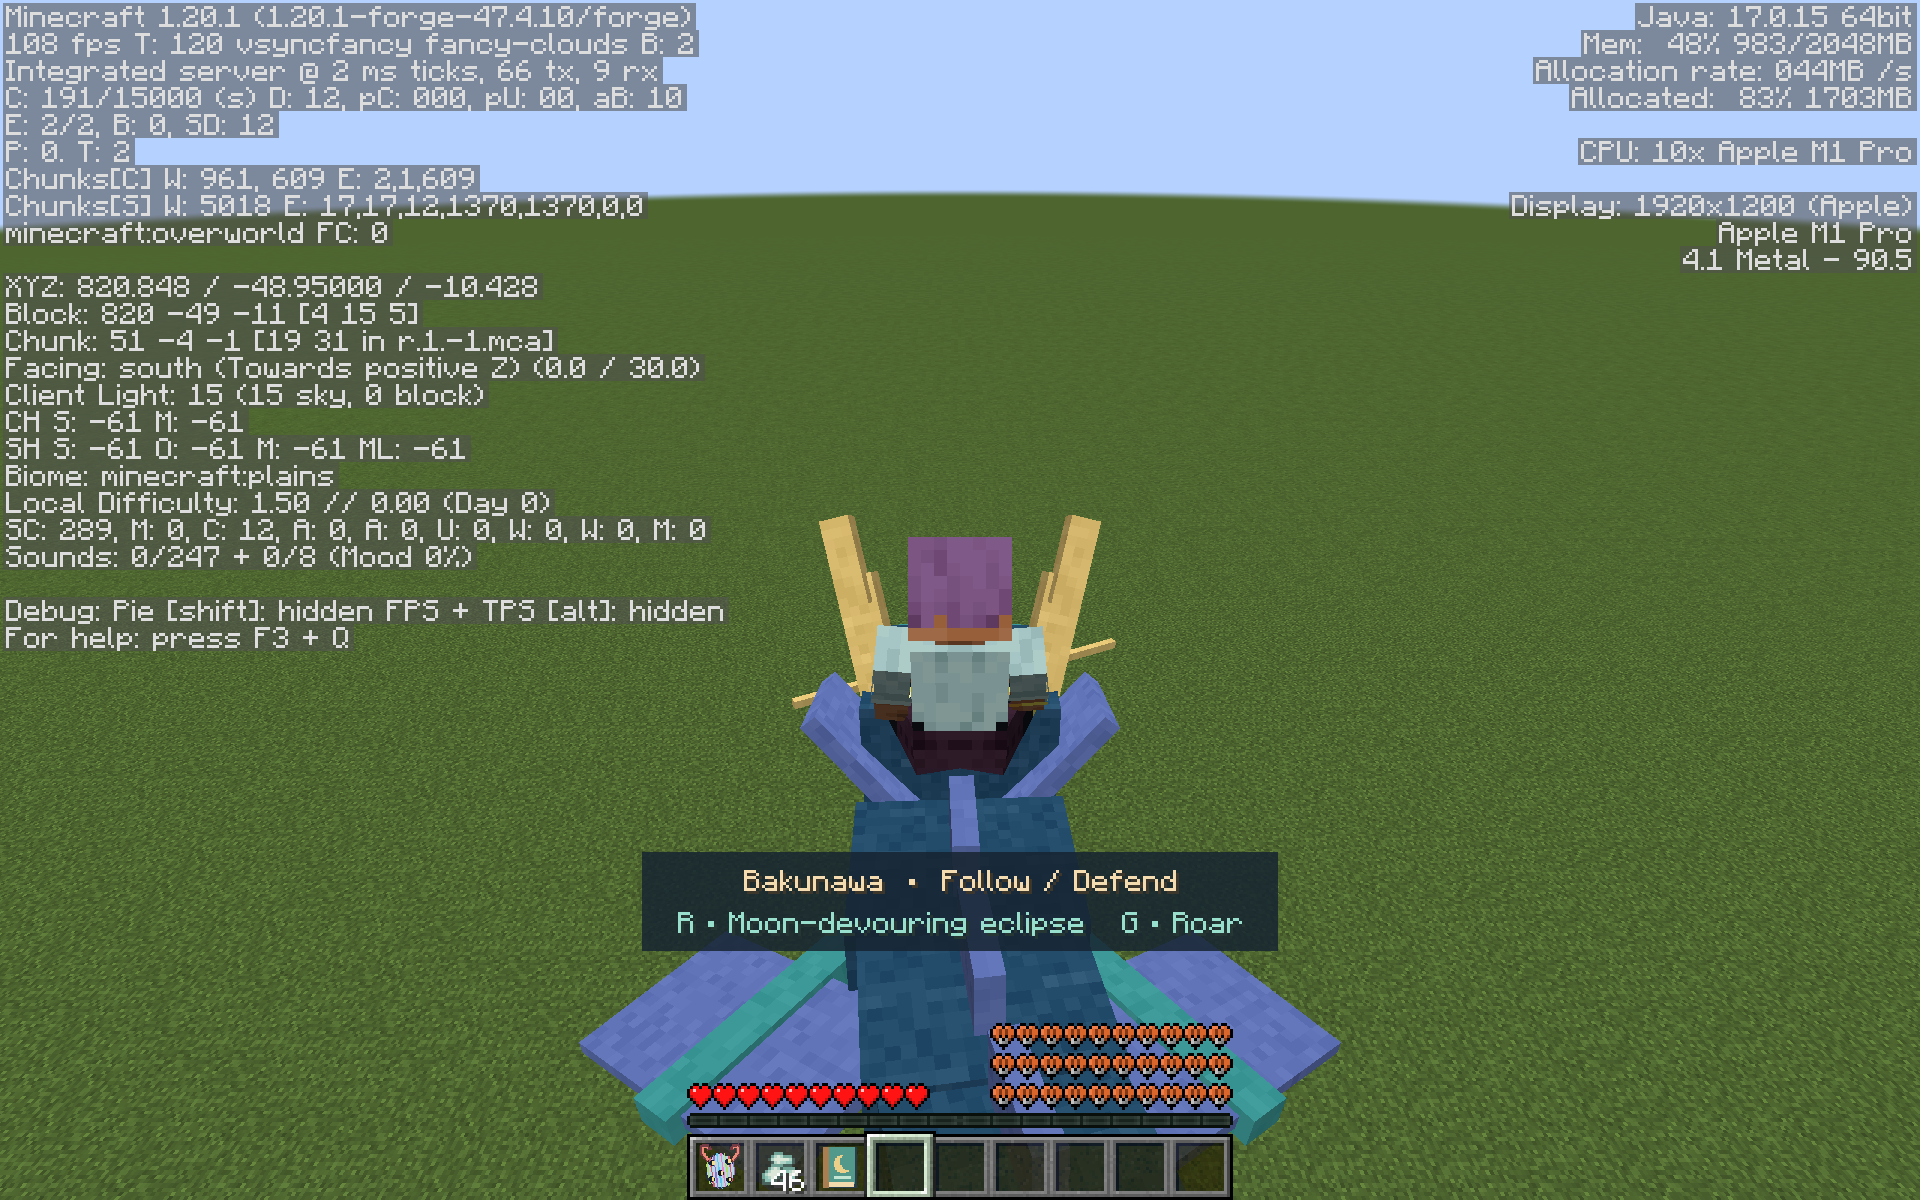 Minecraft 1.20.1 (1.20.1-forge-47.4.10/forge)
108 fps T: 120 vsyncfancy fancy-clouds B: 2
Integrated server @ 2 ms ticks, 66 tx, 9 rx
C: 191/15000 (s) D: 12, pC: 000, pU: 00, aB: 10
E: 2/2, B: 0, SD: 12
P: 0. T: 2
Chunks[C] W: 961, 609 E: 2,1,609
Chunks[S] W: 5018 E: 17,17,12,1370,1370,0,0
minecraft:overworld FC: 0
XYZ: 820.848 / -48.95000 / -10.428
Block: 820 -49 -11 [4 15 5]
Chunk: 51 -4 -1 [19 31 in r.1.-1.mca]
Facing: south (Towards positive Z) (0.0 / 30.0)
Client Light: 15 (15 sky, 0 block)
CH S: -61 M: -61
SH S: -61 O: -61 M: -61 ML: -61
Biome: minecraft:plains
Local Difficulty: 1.50 // 0.00 (Day 0)
SC: 289, M: 0, C: 12, A: 0, A: 0, U: 0, W: 0, W: 0, M: 0
Sounds: 0/247 + 0/8 (Mood 0%)
Debug: Pie [shift]: hidden FPS + TPS [alt]: hidden
For help: press F3 + Q
Java: 17.0.15 64bit
Mem: 48% 983/2048MB
Allocation rate: 044MB /s
Allocated: 83% 1703MB
CPU: 10x Apple M1 Pro
Display: 1920x1200 (Apple)
Apple M1 Pro
4.1 Metal - 90.5
Bakunawa · Follow / Defend
R · Moon-devouring eclipse G · Roar
46